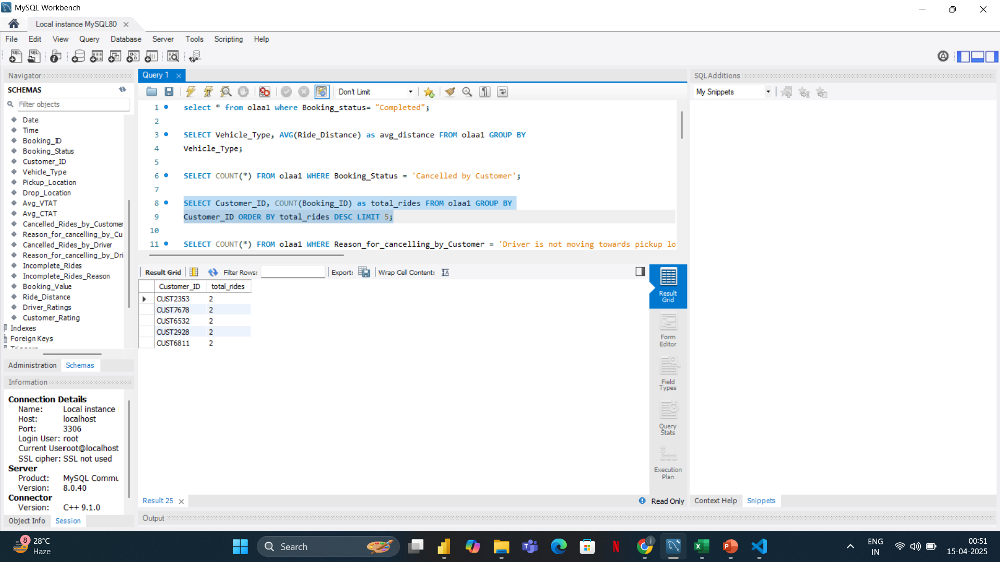 MySQL Workbench
Local instance MySQL80
File Edit View Query Database Server Tools Scripting Help
Navigator
SCHEMAS
Filter objects
Date
Time
Booking_ID
Booking_Status
Customer_ID
Vehicle_Type
Pickup_Location
Drop_Location
Avg_VTAT
Avg_CTAT
Cancelled_Rides_by_Customer
Reason_for_cancelling_by_Cu
Cancelled_Rides_by_Driver
Reason_for_cancelling_by_Dri
Incomplete_Rides
Incomplete_Rides_Reason
Booking_Value
Ride_Distance
Driver_Ratings
Customer_Rating
Indexes
Foreign Keys
Administration Schemas
Information
Connection Details
Name: Local instance
Host: localhost
Port: 3306
Login User: root
Current User root@localhost
SSL cipher: SSL not used
Server
Product: MySQL Commu
Version: 8.0.40
Connector
Version: C++ 9.1.0
Object Info Session
Query 1
Don't Limit
1 select * from olaa1 where Booking_status= "Completed";
2
3 SELECT Vehicle_Type, AVG(Ride_Distance) as avg_distance FROM olaa1 GROUP BY
4 Vehicle_Type;
5
6 SELECT COUNT(*) FROM olaa1 WHERE Booking_Status = 'Cancelled by Customer';
7
8 SELECT Customer_ID, COUNT(Booking_ID) as total_rides FROM olaa1 GROUP BY
9 Customer_ID ORDER BY total_rides DESC LIMIT 5;
10
11 SELECT COUNT(*) FROM olaa1 WHERE Reason_for_cancelling_by_Customer = 'Driver is not moving towards pickup lo
Result Grid Filter Rows: Export: Wrap Cell Content:
Customer_ID total_rides
CUST2353 2
CUST7678 2
CUST6532 2
CUST2928 2
CUST6811 2
Result
Grid
Form
Editor
Field
Types
Query
Stats
Execution
Plan
Result 25
Read Only
Output
SQLAdditions
My Snippets
Context Help Snippets
8
28°C
Haze
Search
ENG
IN
00:51
15-04-2025